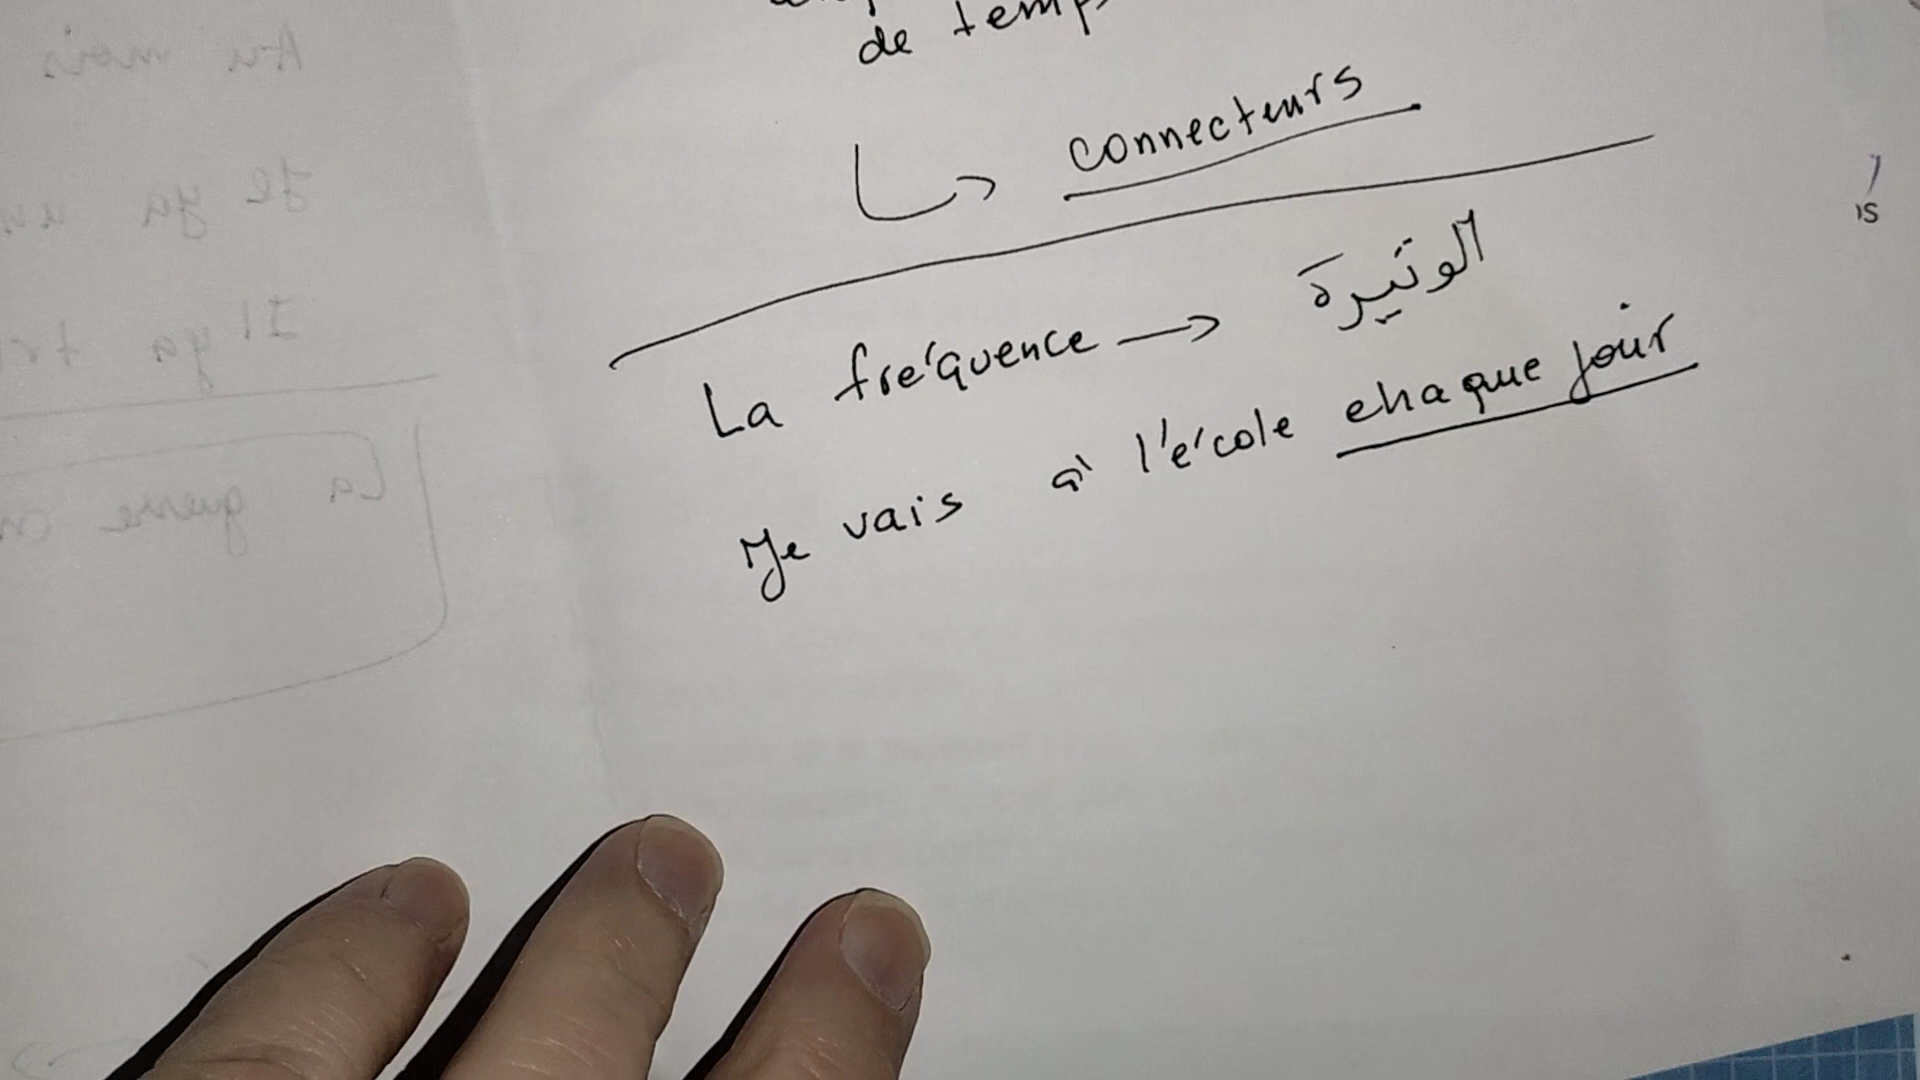 de temps
↳ connecteurs
La fréquence → الوتيرة
Je vais à l'école chaque jour